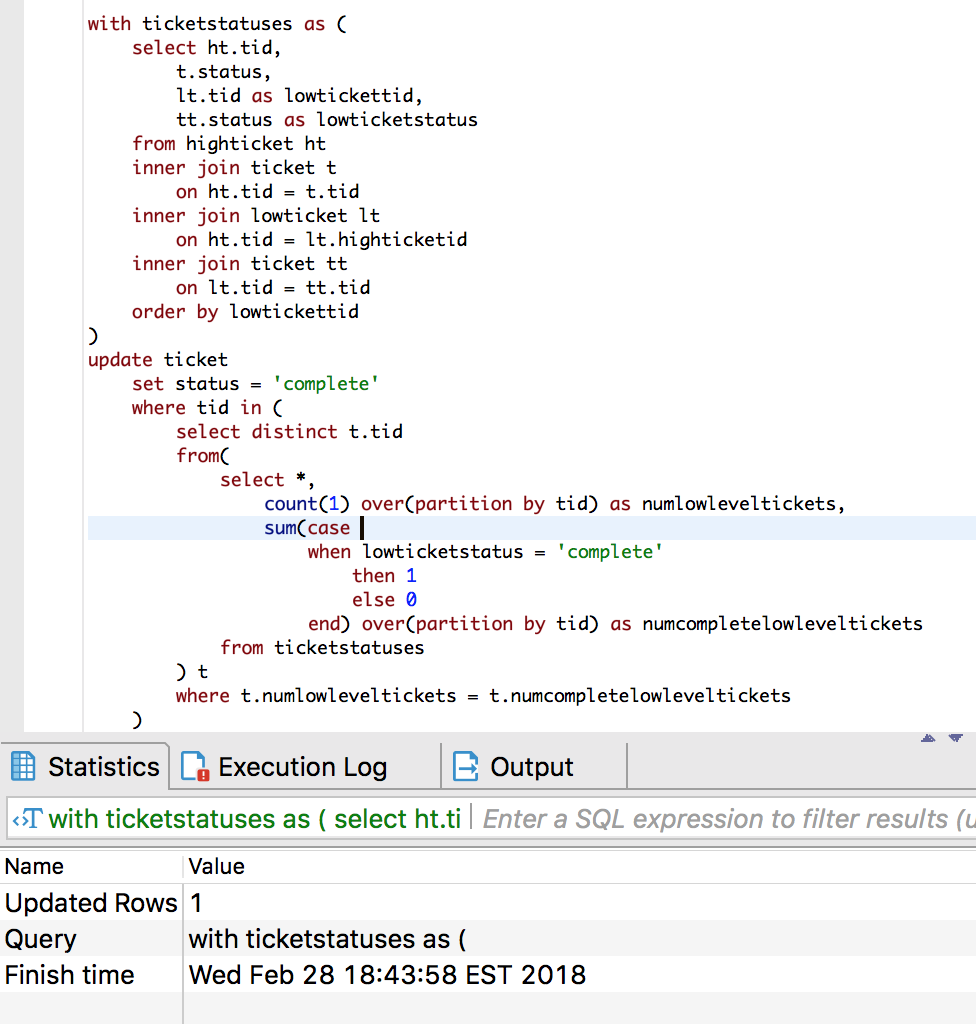 with ticketstatuses as (
    select ht.tid,
        t.status,
        lt.tid as lowtickettid,
        tt.status as lowticketstatus
    from highticket ht
    inner join ticket t
        on ht.tid = t.tid
    inner join lowticket lt
        on ht.tid = lt.highticketid
    inner join ticket tt
        on lt.tid = tt.tid
    order by lowtickettid
)
update ticket
    set status = 'complete'
    where tid in (
        select distinct t.tid
        from(
            select *,
                count(1) over(partition by tid) as numlowleveltickets,
                sum(case
                    when lowticketstatus = 'complete'
                        then 1
                        else 0
                    end) over(partition by tid) as numcompletelowleveltickets
            from ticketstatuses
        ) t
        where t.numlowleveltickets = t.numcompletelowleveltickets
    )
Statistics Execution Log Output
with ticketstatuses as ( select ht.ti Enter a SQL expression to filter results (u
Name Value
Updated Rows 1
Query with ticketstatuses as (
Finish time Wed Feb 28 18:43:58 EST 2018